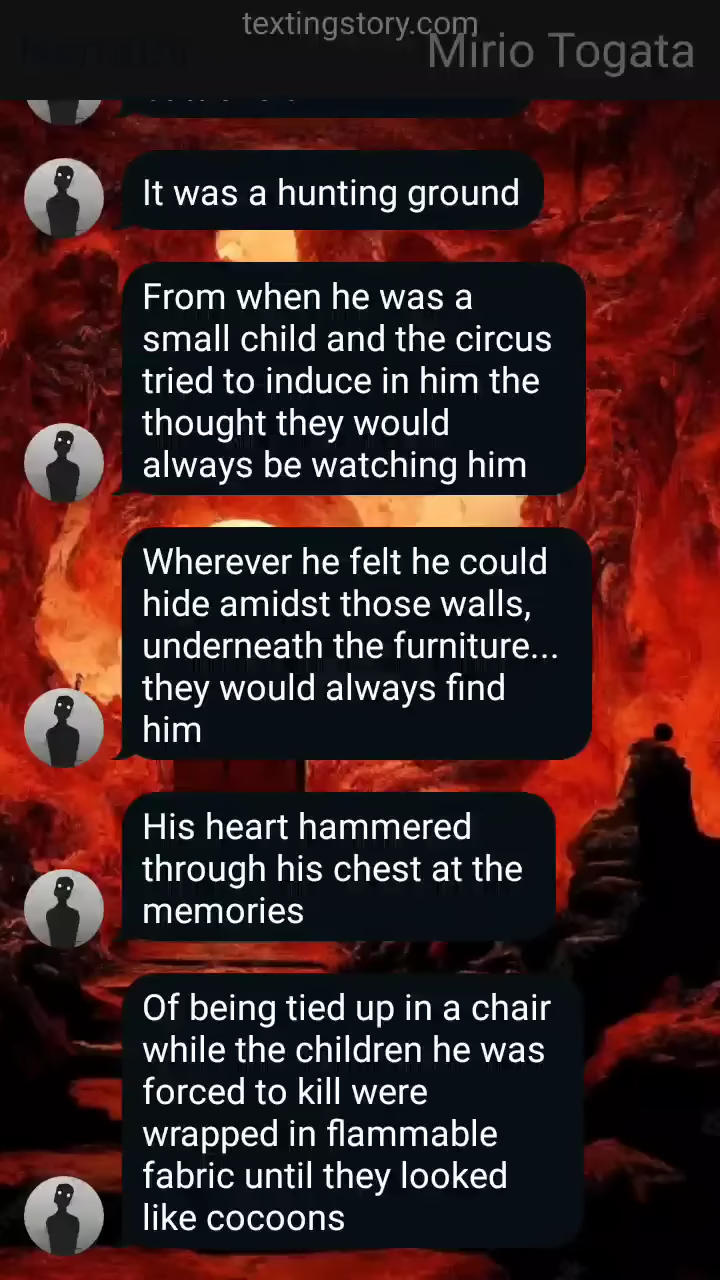 textingstory.com
Mirio Togata
It was a hunting ground
From when he was a
small child and the circus
tried to induce in him the
thought they would
always be watching him
Wherever he felt he could
hide amidst those walls,
underneath the furniture...
they would always find
him
His heart hammered
through his chest at the
memories
Of being tied up in a chair
while the children he was
forced to kill were
wrapped in flammable
fabric until they looked
like cocoons